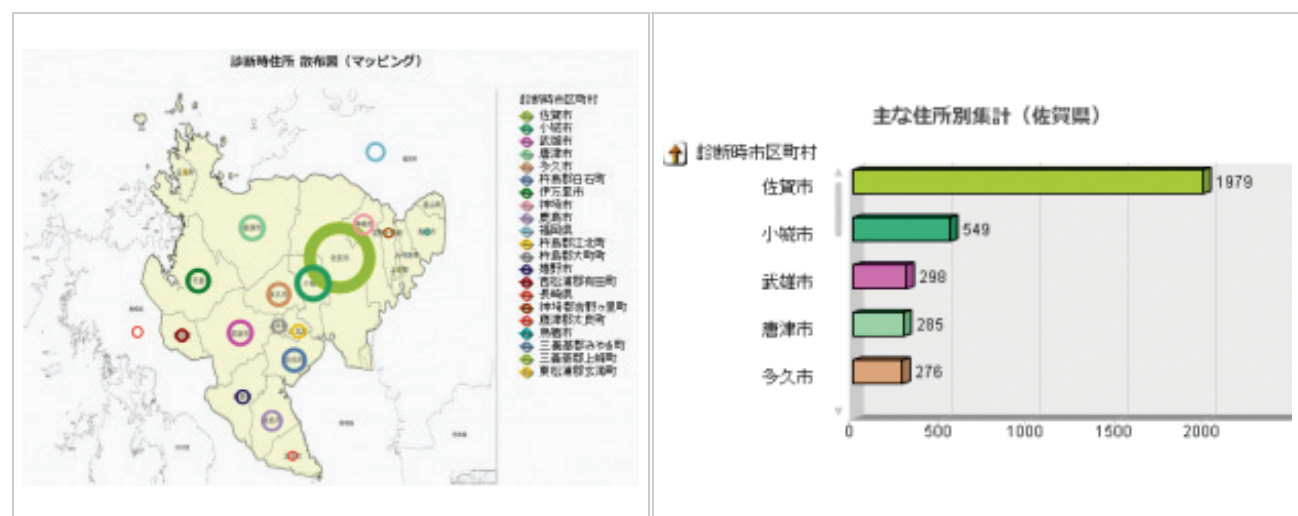 診断時住所 散布図（マッピング）
診断時市区町村
佐賀市
小城市
武雄市
唐津市
多久市
杵島郡白石町
伊万里市
神埼市
鹿島市
福岡県
杵島郡江北町
杵島郡大町町
嬉野市
西松浦郡有田町
長崎県
神埼郡吉野ヶ里町
藤津郡太良町
鳥栖市
三養基郡みやき町
三養基郡上峰町
東松浦郡玄海町
主な住所別集計（佐賀県）
診断時市区町村
佐賀市 1979
小城市 549
武雄市 298
唐津市 285
多久市 276
0 500 1000 1500 2000